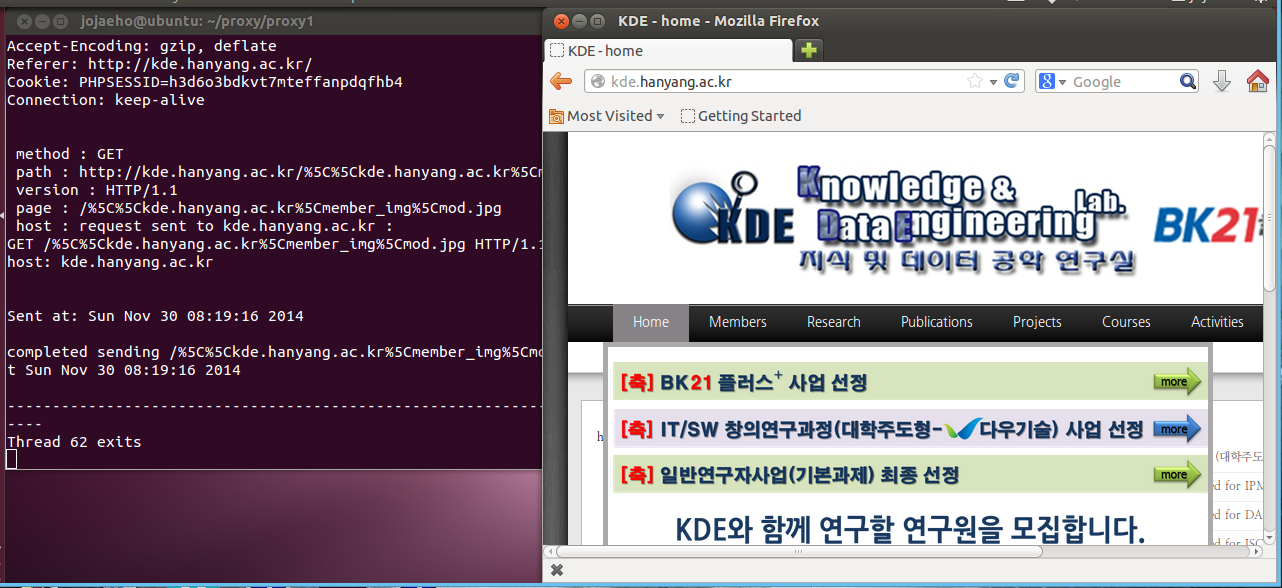 jojaeho@ubuntu: ~/proxy/proxy1
Accept-Encoding: gzip, deflate
Referer: http://kde.hanyang.ac.kr/
Cookie: PHPSESSID=h3d6o3bdkvt7mteffanpdqfhb4
Connection: keep-alive
method : GET
path : http://kde.hanyang.ac.kr/%5C%5Ckde.hanyang.ac.kr%5C
version : HTTP/1.1
page : /%5C%5Ckde.hanyang.ac.kr%5Cmember_img%5Cmod.jpg
host : request sent to kde.hanyang.ac.kr :
GET /%5C%5Ckde.hanyang.ac.kr%5Cmember_img%5Cmod.jpg HTTP/1.1
host: kde.hanyang.ac.kr
Sent at: Sun Nov 30 08:19:16 2014
completed sending /%5C%5Ckde.hanyang.ac.kr%5Cmember_img%5Cmo
t Sun Nov 30 08:19:16 2014
------------------------------------------------------------
----
Thread 62 exits
KDE - home - Mozilla Firefox
KDE - home
kde.hanyang.ac.kr
Google
Most Visited
Getting Started
KDE
Knowledge &
Data Engineering Lab.
지식 및 데이터 공학 연구실
BK21
Home Members Research Publications Projects Courses Activities
[축] BK21 플러스+ 사업 선정 more
[축] IT/SW 창의연구과정(대학주도형-다우기술) 사업 선정 more
[축] 일반연구자사업(기본과제) 최종 선정 more
KDE와 함께 연구할 연구원을 모집합니다.
h
(대학주도
ed for IPM
ed for DA
ed for ISC